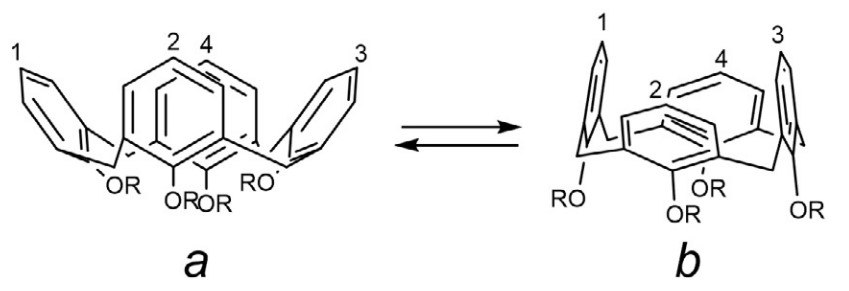 1 2 4 3
OR OR OR RO
a
1 3
4
2
RO OR OR OR
b